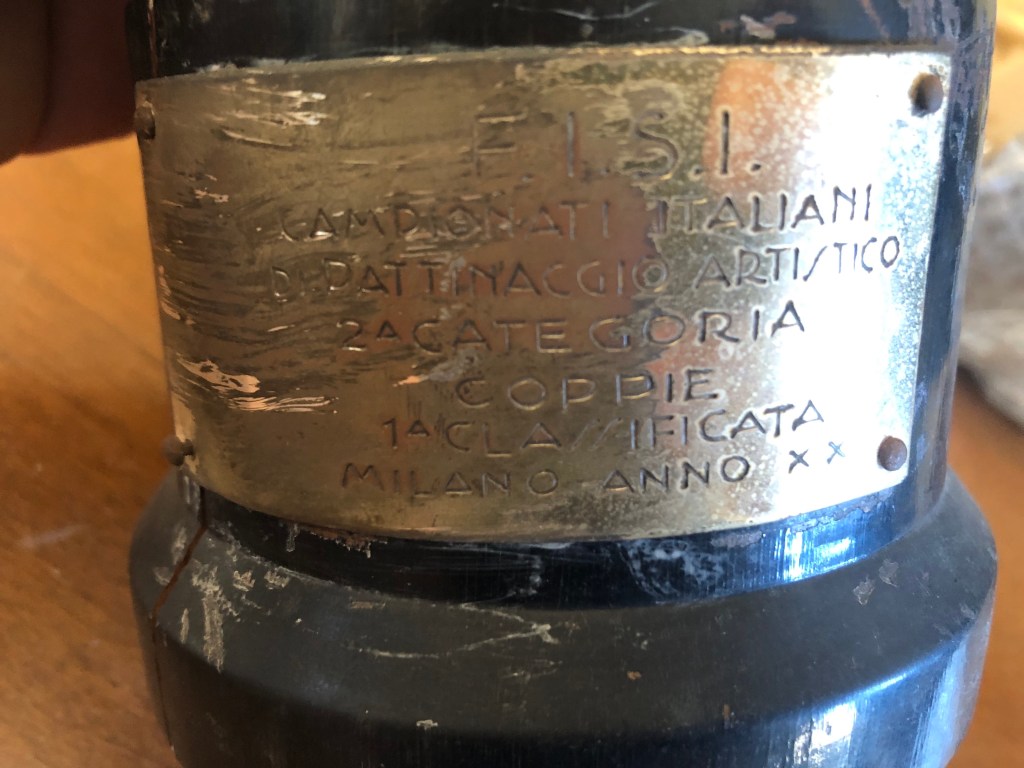 F.I.S.I.
CAMPIONATI ITALIANI
DI PATTINAGGIO ARTISTICO
2A CATEGORIA
COPPIE
1A CLASSIFICATA
MILANO ANNO XX